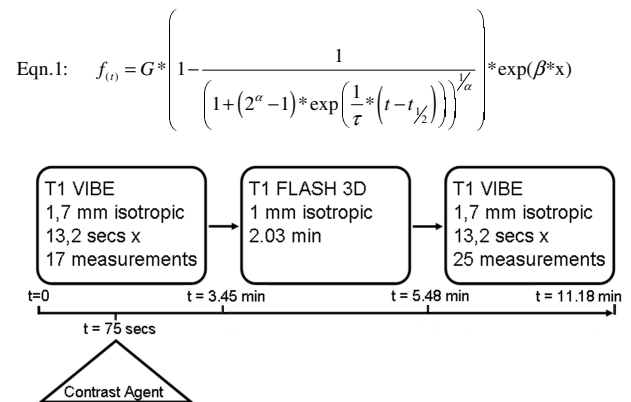 Eqn.1: f_(t) = G * ( 1 - 1 / ((1+(2^α −1)*exp(1/τ*(t−t_1/2)))^1/α) ) * exp(β*x)
T1 VIBE
1,7 mm isotropic
13,2 secs x
17 measurements
T1 FLASH 3D
1 mm isotropic
2.03 min
T1 VIBE
1,7 mm isotropic
13,2 secs x
25 measurements
t=0 t = 3.45 min t = 5.48 min t = 11.18 min
t = 75 secs
Contrast Agent